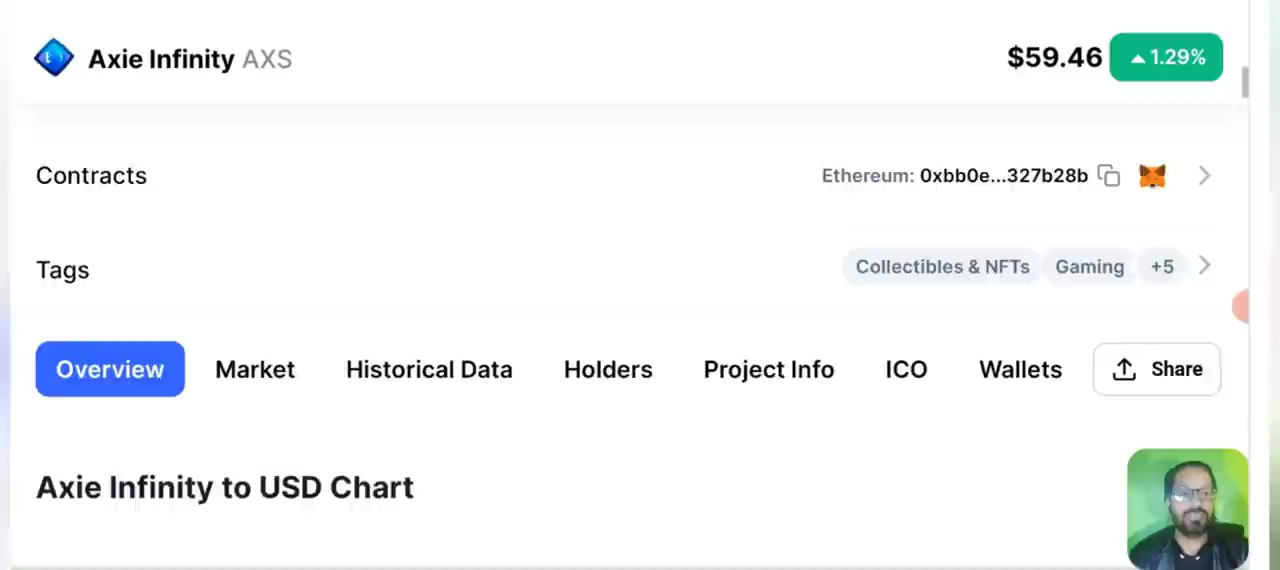 Axie Infinity AXS $59.46 1.29%
Contracts Ethereum: 0xbb0e...327b28b
Tags Collectibles & NFTs Gaming +5
Overview Market Historical Data Holders Project Info ICO Wallets Share
Axie Infinity to USD Chart